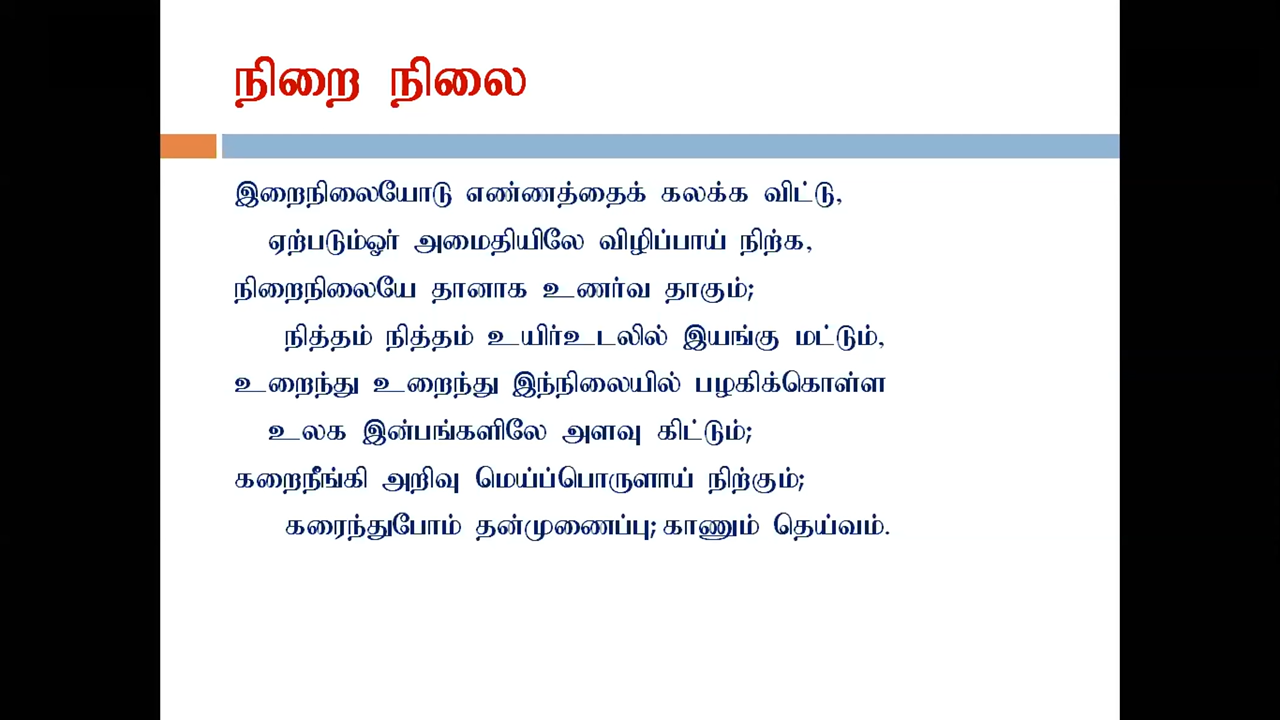 நிறை நிலை
இறைநிலையோடு எண்ணத்தைக் கலக்க விட்டு,
ஏற்படும்ஓர் அமைதியிலே விழிப்பாய் நிற்க,
நிறைநிலையே தானாக உணர்வ தாகும்;
நித்தம் நித்தம் உயிர்உடலில் இயங்கு மட்டும்,
உறைந்து உறைந்து இந்நிலையில் பழகிக்கொள்ள
உலக இன்பங்களிலே அளவு கிட்டும்;
கறைநீங்கி அறிவு மெய்ப்பொருளாய் நிற்கும்;
கரைந்துபோம் தன்முணைப்பு; காணும் தெய்வம்.